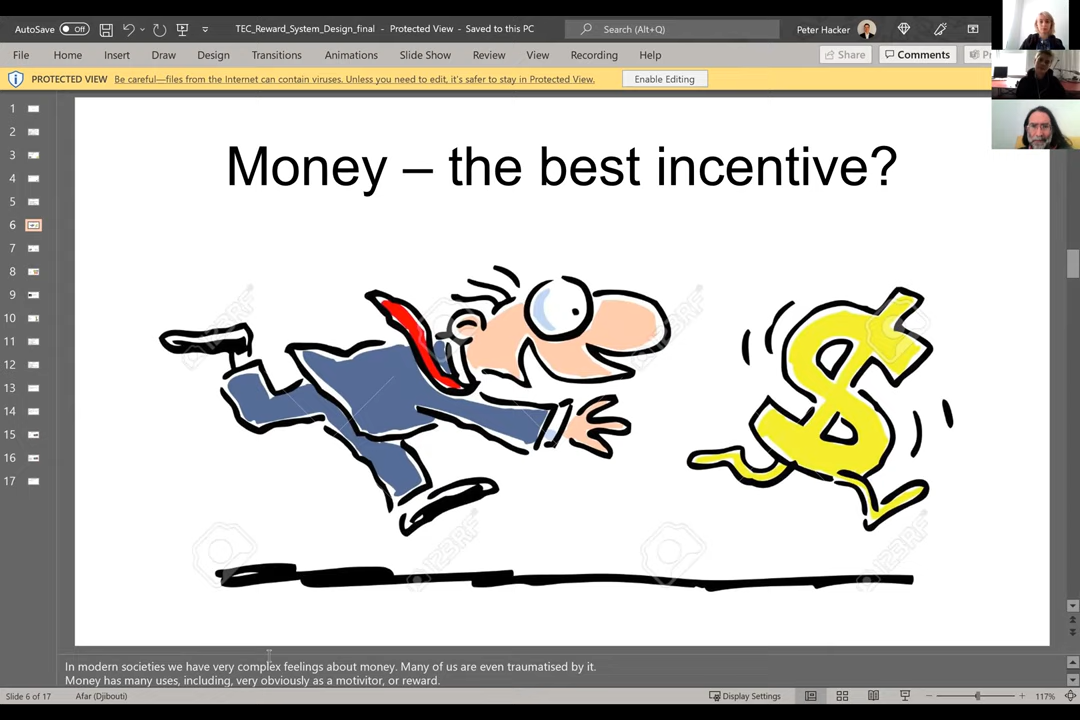 AutoSave Off
TEC_Reward_System_Design_final - Protected View - Saved to this PC
Search (Alt+Q)
Peter Hacker
File Home Insert Draw Design Transitions Animations Slide Show Review View Recording Help
Share Comments
PROTECTED VIEW Be careful—files from the Internet can contain viruses. Unless you need to edit, it's safer to stay in Protected View. Enable Editing
1
2
3
4
5
6
7
8
9
10
11
12
13
14
15
16
17
Money – the best incentive?
$
123RF
123RF
123RF
123RF
In modern societies we have very complex feelings about money. Many of us are even traumatised by it.
Money has many uses, including, very obviously as a motivitor, or reward.
Slide 6 of 17 Afar (Djibouti) Display Settings 117%